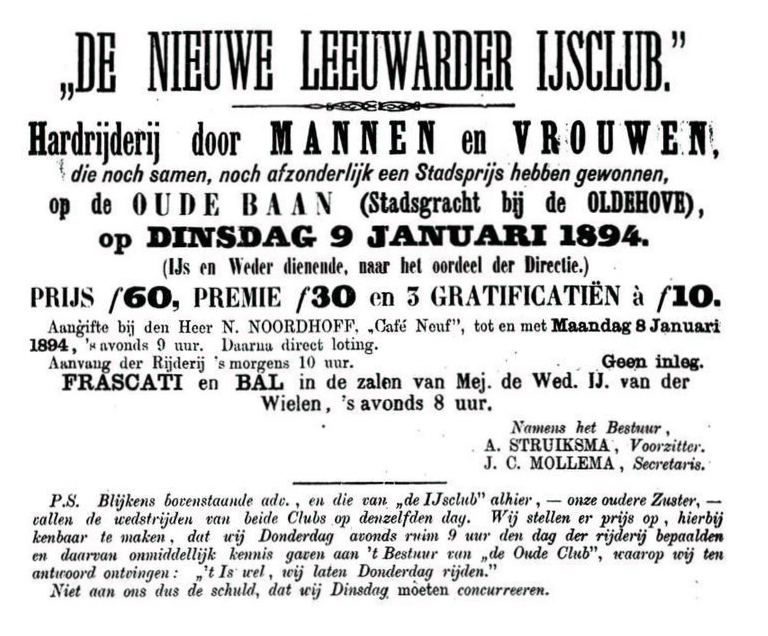 „DE NIEUWE LEEUWARDER IJSCLUB.”
Hardrijderij door MANNEN en VROUWEN,
die noch samen, noch afzonderlijk een Stadsprijs hebben gewonnen,
op de OUDE BAAN (Stadsgracht bij de OLDEHOVE),
op DINSDAG 9 JANUARI 1894.
(IJs en Weder dienende, naar het oordeel der Directie.)
PRIJS f60, PREMIE f30 en 3 GRATIFICATIËN à f10.
Aangifte bij den Heer N. NOORDHOFF, „Café Neuf”, tot en met Maandag 8 Januari
1894, 's avonds 9 uur. Daarna direct loting.
Aanvang der Rijderij 's morgens 10 uur. Geen inleg.
FRASCATI en BAL in de zalen van Mej. de Wed. IJ. van der
Wielen, 's avonds 8 uur.
Namens het Bestuur,
A. STRUIKSMA, Voorzitter.
J. C. MOLLEMA, Secretaris.
P.S. Blijkens bovenstaande adv., en die van „de IJsclub” alhier, — onze oudere Zuster, —
vallen de wedstrijden van beide Clubs op denzelfden dag. Wij stellen er prijs op, hierbij
kenbaar te maken, dat wij Donderdag avonds ruim 9 uur den dag der rijderij bepaalden
en daarvan onmiddellijk kennis gaven aan 't Bestuur van „de Oude Club”, waarop wij ten
antwoord ontvingen: „'t Is wel, wij laten Donderdag rijden.”
Niet aan ons dus de schuld, dat wij Dinsdag moeten concurreeren.